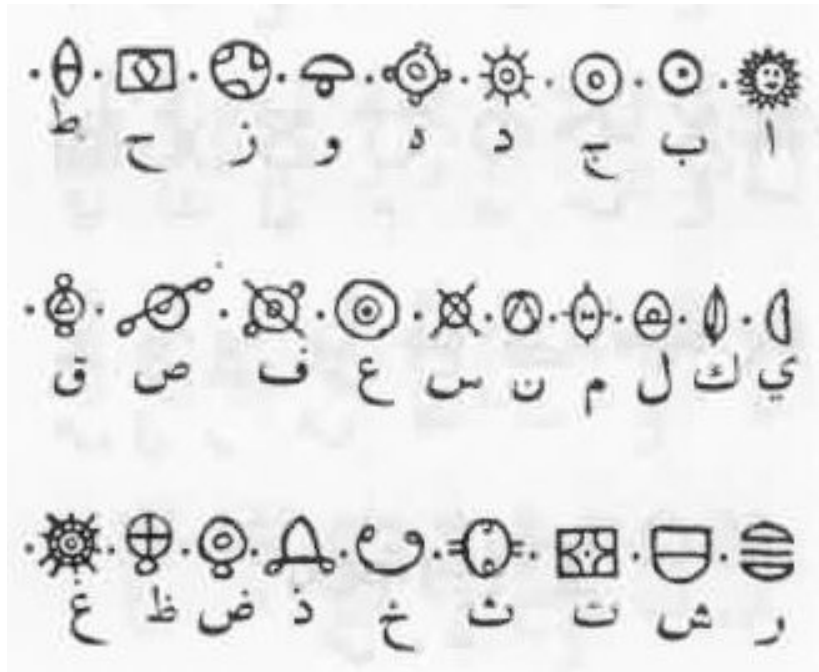 ا ب ج د ه و ز ح ط
ي ك ل م ن س ع ف ص ق
ر ش ت ث خ ذ ض ظ غ